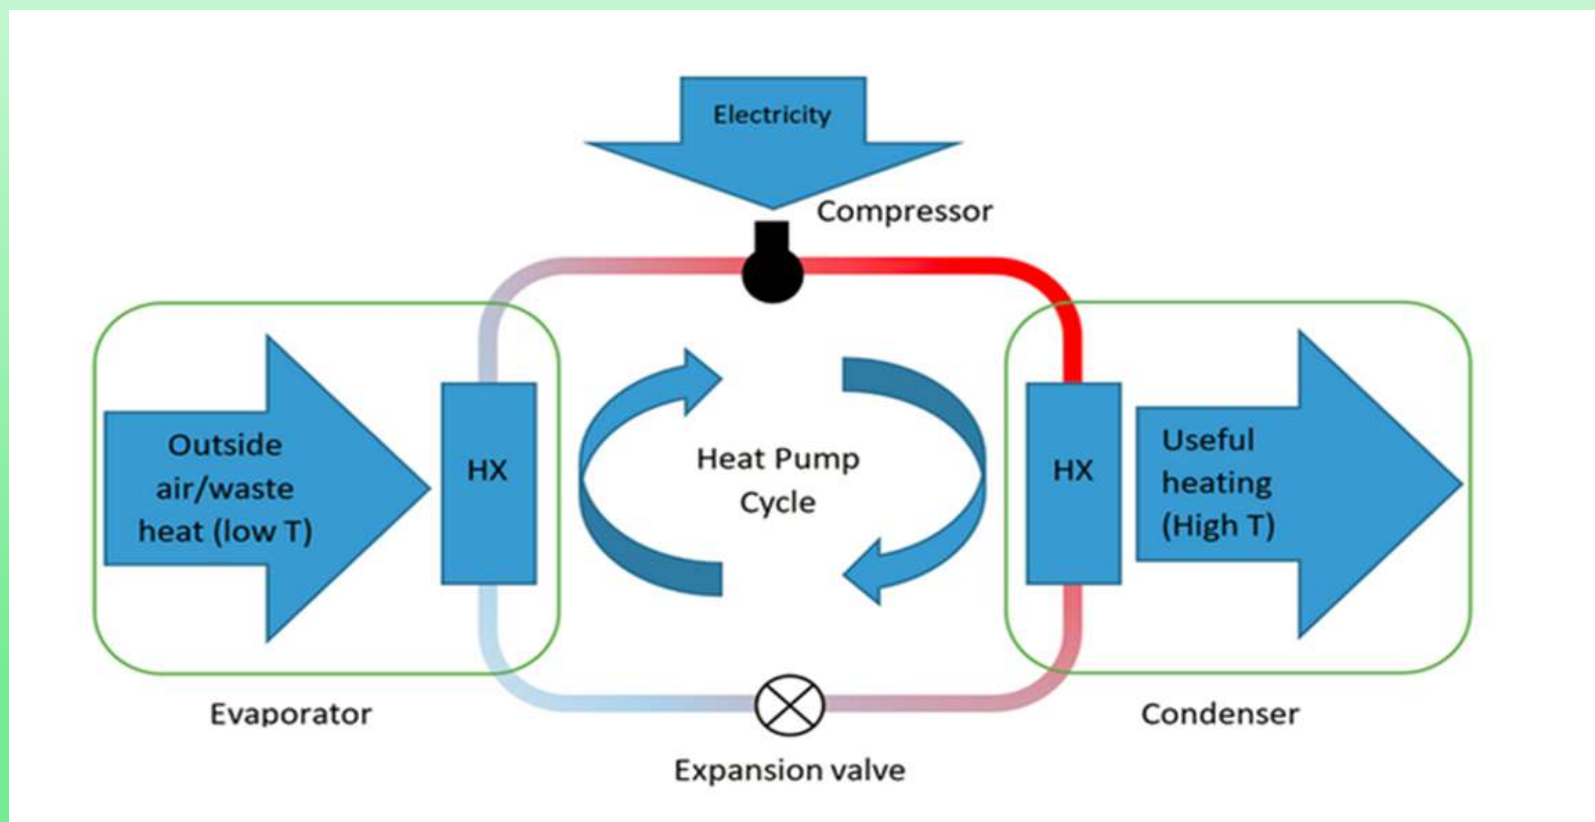 Electricity
Compressor
Outside
air/waste
heat (low T)
HX
Heat Pump
Cycle
HX
Useful
heating
(High T)
Evaporator
Condenser
Expansion valve